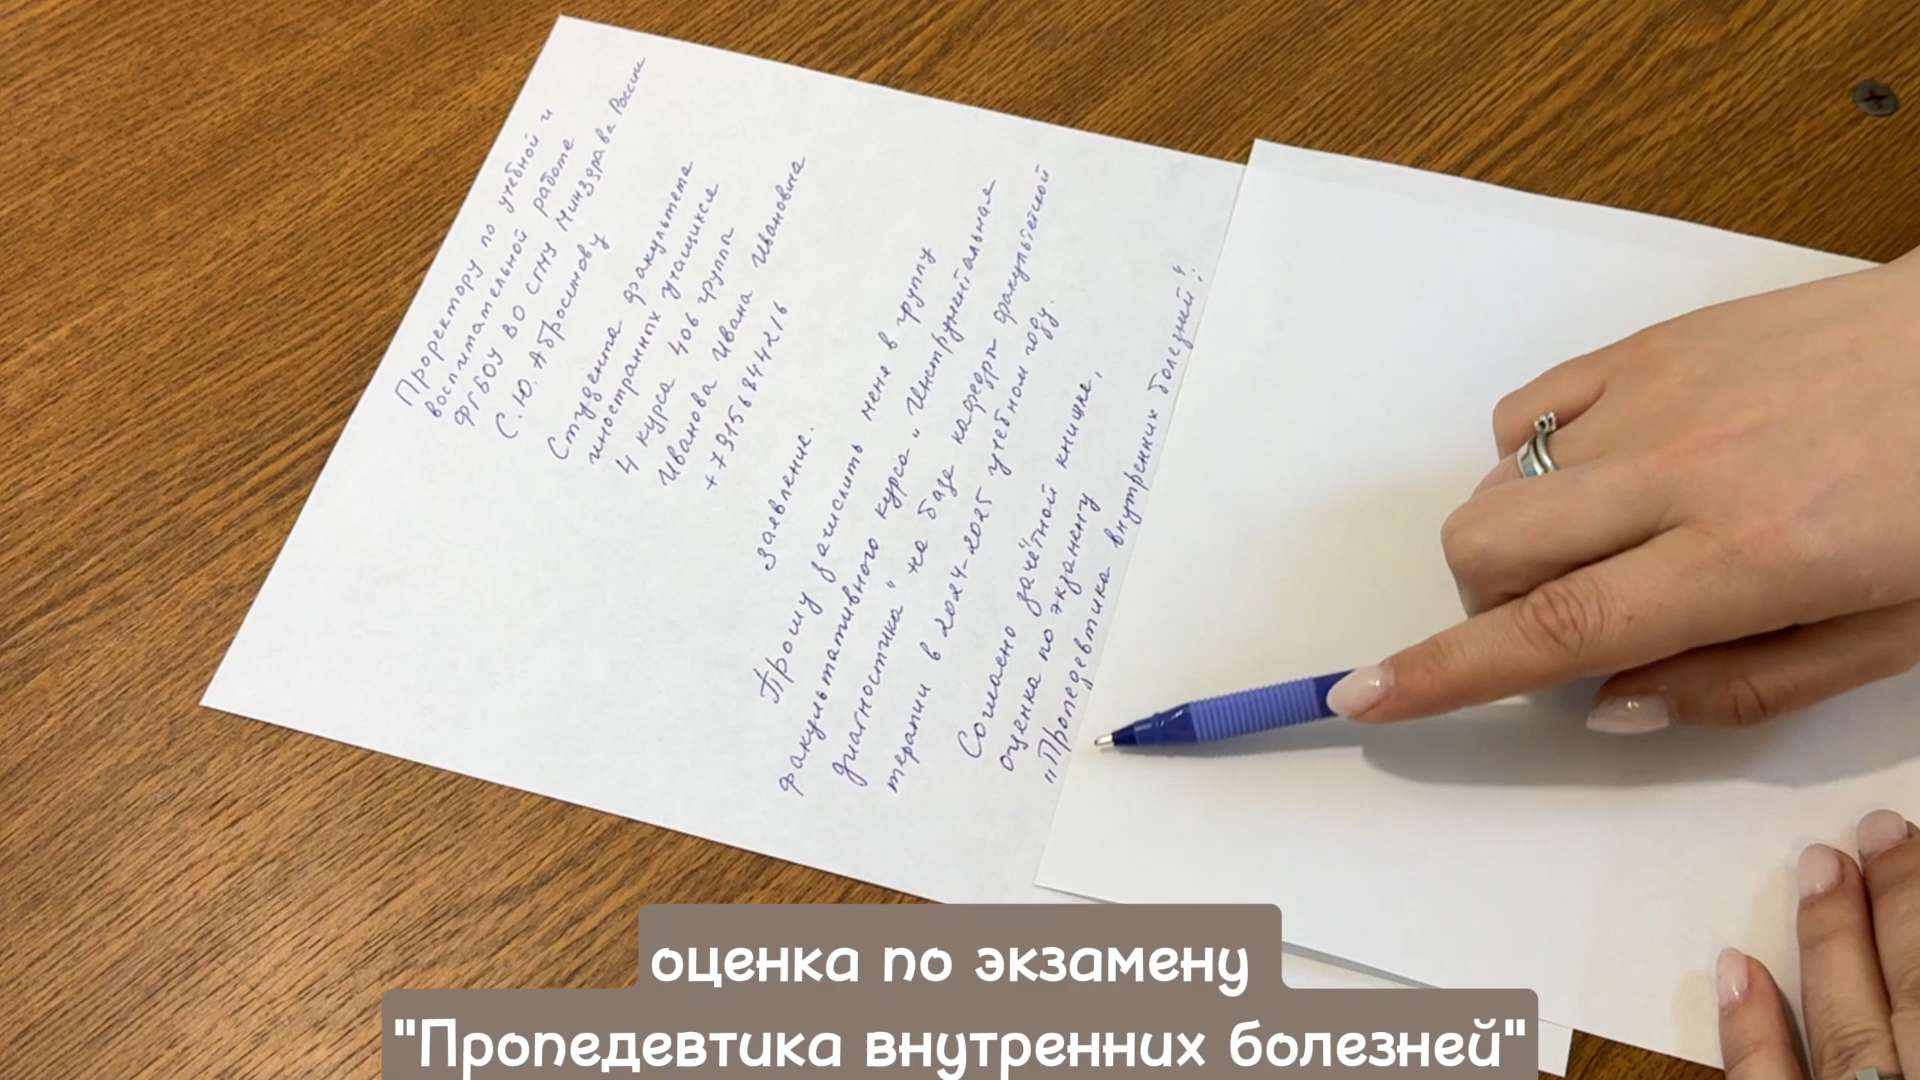 Проректору по учебной и
воспитательной работе
ФГБОУ ВО СГМУ Минздрава России
С.Ю. Абросимову
Студента факультета
иностранных учащихся
4 курса 406 группы
Иванова Ивана Ивановича
+79156844216
Заявление.
Прошу зачислить меня в группу
факультативного курса „Инструментальная
диагностика" на базе кафедры факультетской
терапии в 2024-2025 учебном году.
Согласно зачётной книжке,
оценка по экзамену
„Пропедевтика внутренних болезней":
оценка по экзамену
"Пропедевтика внутренних болезней"